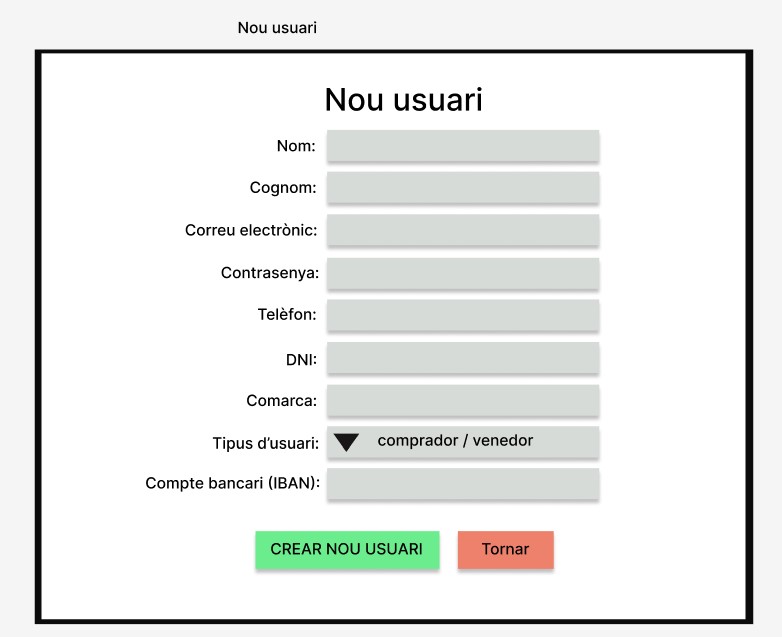 Nou usuari
Nou usuari
Nom:
Cognom:
Correu electrònic:
Contrasenya:
Telèfon:
DNI:
Comarca:
Tipus d'usuari: comprador / venedor
Compte bancari (IBAN):
CREAR NOU USUARI Tornar